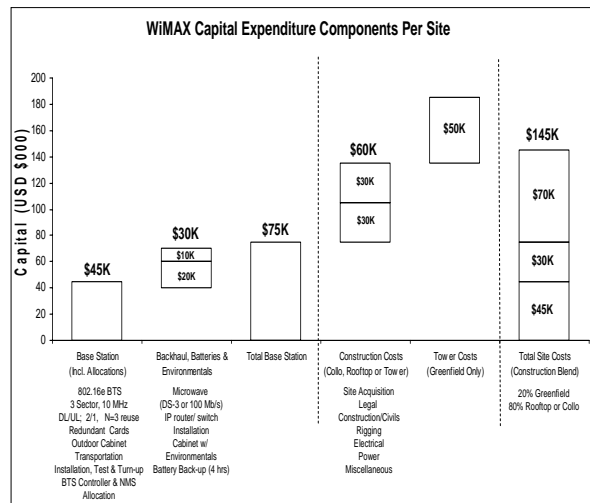 WiMAX Capital Expenditure Components Per Site
Capital (USD $000)
200
180
160
140
120
100
80
60
40
20
0
$45K
$30K
$10K
$20K
$75K
$60K
$30K
$30K
$50K
$145K
$70K
$30K
$45K
Base Station
(Incl. Allocations)
802.16e BTS
3 Sector, 10 MHz
DL/UL; 2/1, N=3 reuse
Redundant Cards
Outdoor Cabinet
Transportation
Installation, Test & Turn-up
BTS Controller & NMS
Allocation
Backhaul, Batteries &
Environmentals
Microwave
(DS-3 or 100 Mb/s)
IP router/ switch
Installation
Cabinet w/
Environmentals
Battery Back-up (4 hrs)
Total Base Station
Construction Costs
(Collo, Rooftop or Tower)
Site Acquisition
Legal
Construction/Civils
Rigging
Electrical
Power
Miscellaneous
Tower Costs
(Greenfield Only)
Total Site Costs
(Construction Blend)
20% Greenfield
80% Rooftop or Collo